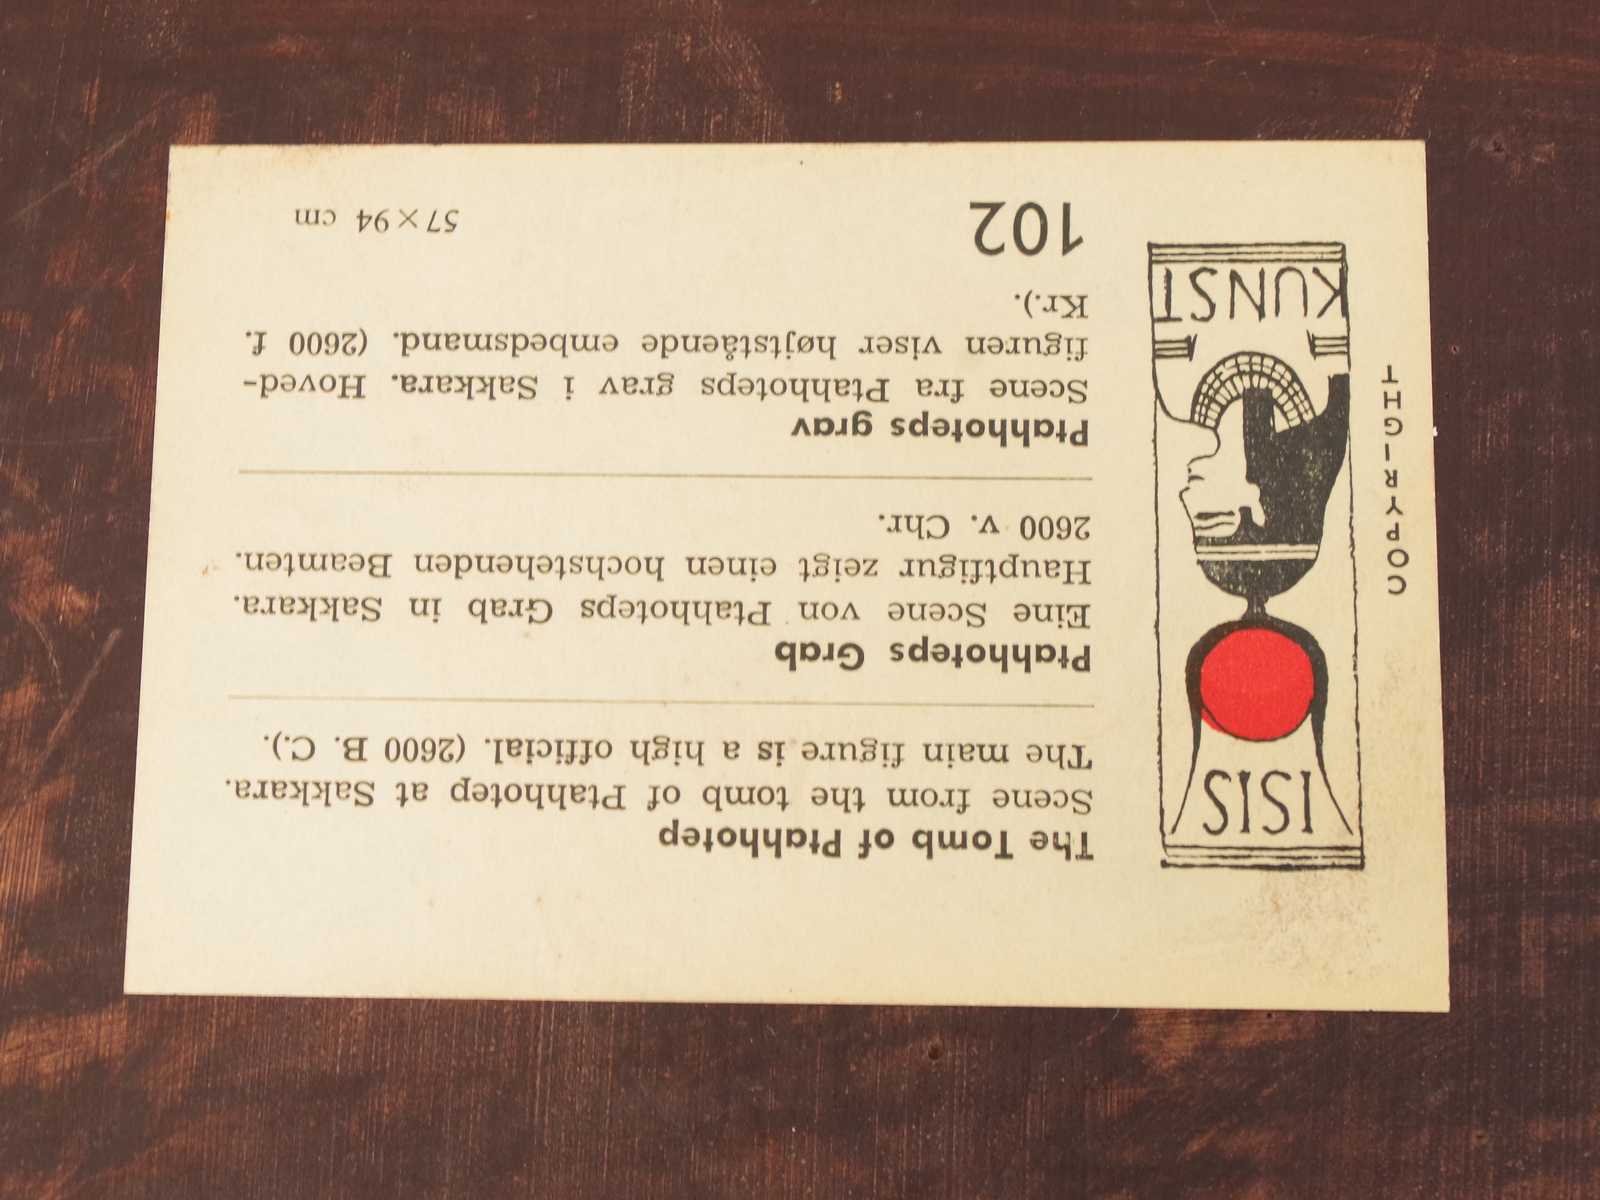 ISIS
KUNST
COPYRIGHT
The Tomb of Ptahhotep
Scene from the tomb of Ptahhotep at Sakkara.
The main figure is a high official. (2600 B. C.).
Ptahhoteps Grab
Eine Scene von Ptahhoteps Grab in Sakkara.
Hauptfigur zeigt einen hochstehenden Beamten.
2600 v. Chr.
Ptahhoteps grav
Scene fra Ptahhoteps grav i Sakkara. Hoved-
figuren viser højtstående embedsmand. (2600 f.
Kr.).
102
57×94 cm